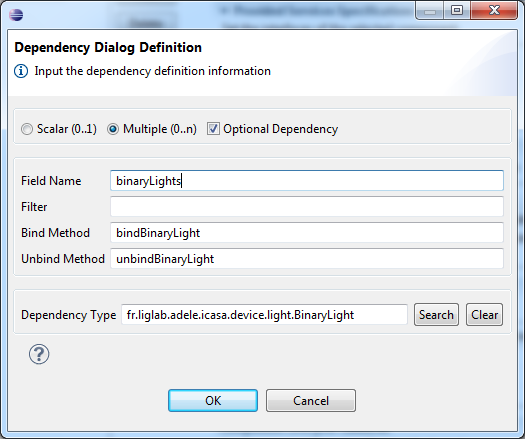 Dependency Dialog Definition
Input the dependency definition information
Scalar (0..1) Multiple (0..n) Optional Dependency
Field Name binaryLights
Filter
Bind Method bindBinaryLight
Unbind Method unbindBinaryLight
Dependency Type fr.liglab.adele.icasa.device.light.BinaryLight Search Clear
?
OK Cancel